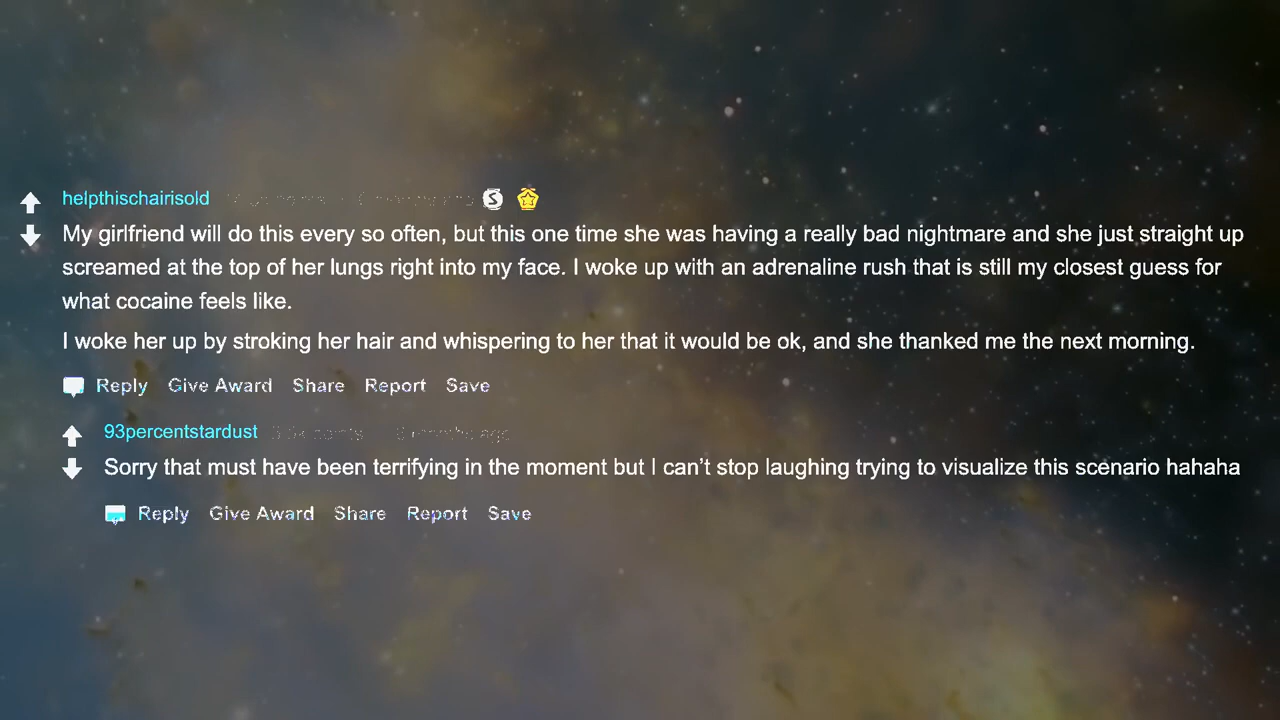 helpthischairisold
My girlfriend will do this every so often, but this one time she was having a really bad nightmare and she just straight up
screamed at the top of her lungs right into my face. I woke up with an adrenaline rush that is still my closest guess for
what cocaine feels like.
I woke her up by stroking her hair and whispering to her that it would be ok, and she thanked me the next morning.
Reply Give Award Share Report Save
93percentstardust
Sorry that must have been terrifying in the moment but I can't stop laughing trying to visualize this scenario hahaha
Reply Give Award Share Report Save